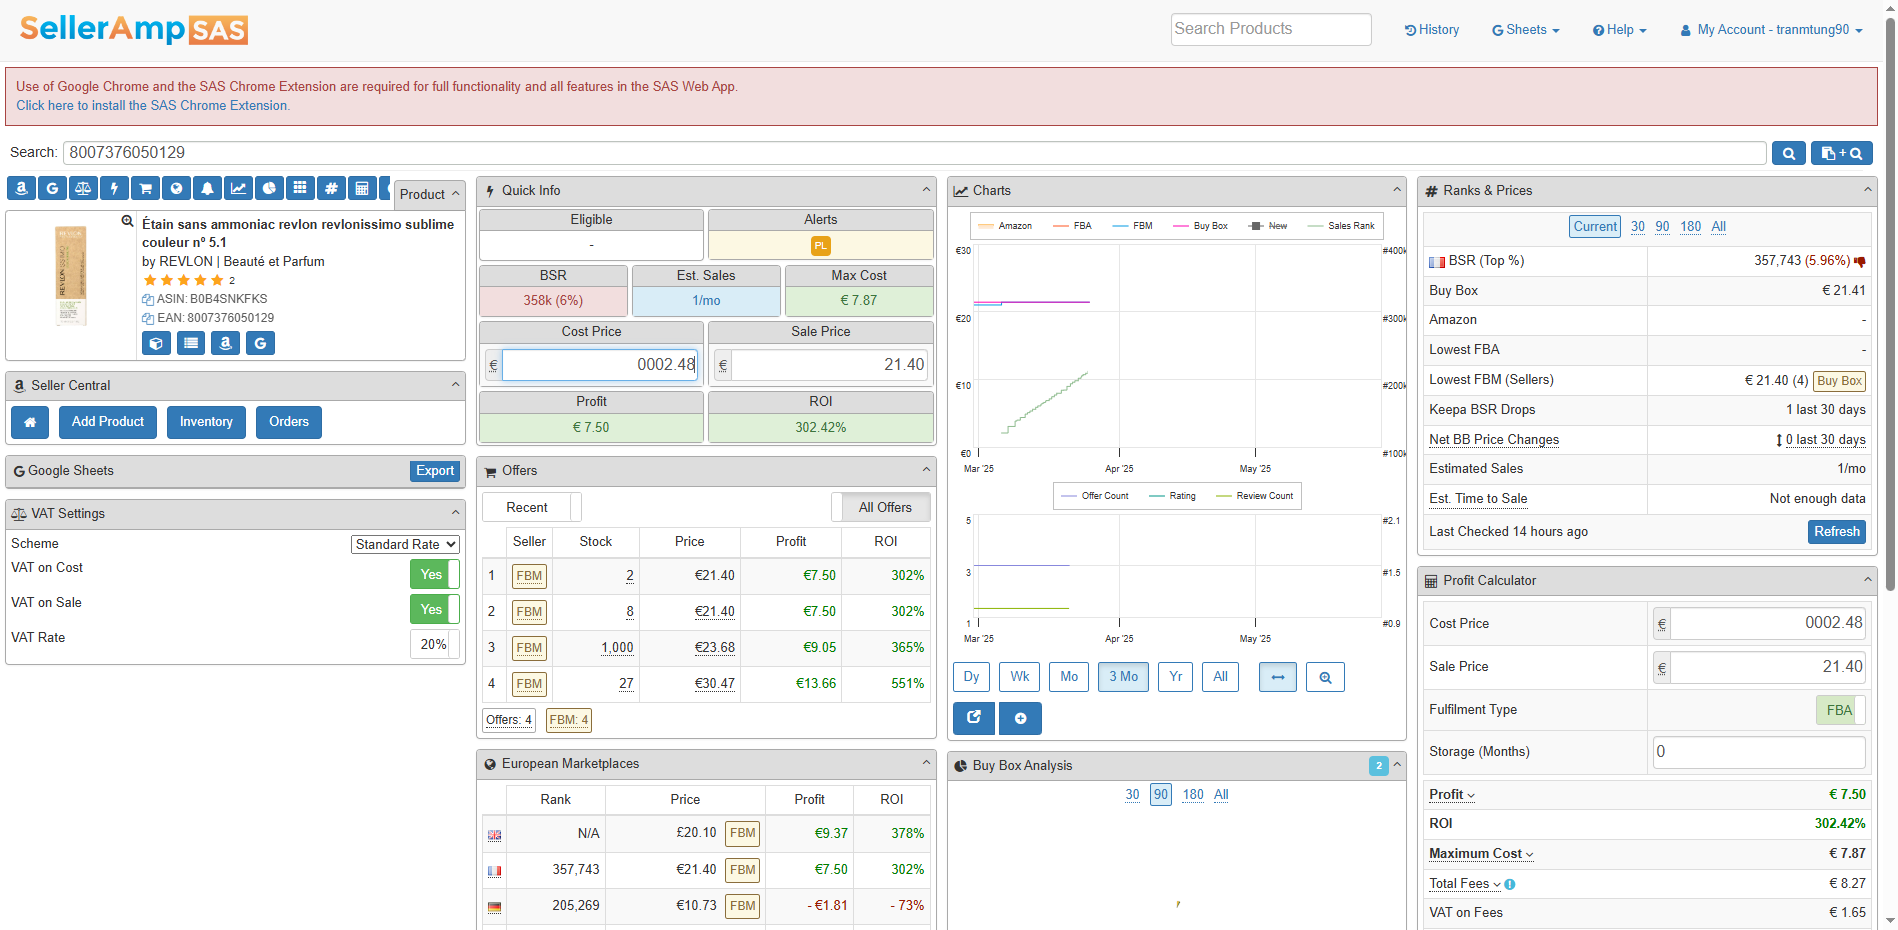 SellerAmp SAS
Search Products
History
Sheets
Help
My Account - tranmtung90
Use of Google Chrome and the SAS Chrome Extension are required for full functionality and all features in the SAS Web App.
Click here to install the SAS Chrome Extension.
Search: 8007376050129
+
Product
Étain sans ammoniac revlon revlonissimo sublime
couleur nº 5.1
by REVLON | Beauté et Parfum
2
ASIN: B0B4SNKFKS
EAN: 8007376050129
Seller Central
Add Product Inventory Orders
Google Sheets Export
VAT Settings
Scheme Standard Rate
VAT on Cost Yes
VAT on Sale Yes
VAT Rate 20%
Quick Info
Eligible Alerts
- PL
BSR Est. Sales Max Cost
358k (6%) 1/mo € 7.87
Cost Price Sale Price
€ 0002.48 € 21.40
Profit ROI
€ 7.50 302.42%
Offers
Recent All Offers
Seller Stock Price Profit ROI
1 FBM 2 €21.40 €7.50 302%
2 FBM 8 €21.40 €7.50 302%
3 FBM 1,000 €23.68 €9.05 365%
4 FBM 27 €30.47 €13.66 551%
Offers: 4 FBM: 4
European Marketplaces
Rank Price Profit ROI
N/A £20.10 FBM €9.37 378%
357,743 €21.40 FBM €7.50 302%
205,269 €10.73 FBM - €1.81 - 73%
Charts
Amazon FBA FBM Buy Box New Sales Rank
€30 #400k
€20 #300k
€10 #200k
€0 #100k
Mar '25 Apr '25 May '25
Offer Count Rating Review Count
5 #2.1
3 #1.5
1 #0.9
Mar '25 Apr '25 May '25
Dy Wk Mo 3 Mo Yr All
Buy Box Analysis 2
30 90 180 All
Ranks & Prices
Current 30 90 180 All
BSR (Top %) 357,743 (5.96%)
Buy Box € 21.41
Amazon -
Lowest FBA -
Lowest FBM (Sellers) € 21.40 (4) Buy Box
Keepa BSR Drops 1 last 30 days
Net BB Price Changes 0 last 30 days
Estimated Sales 1/mo
Est. Time to Sale Not enough data
Last Checked 14 hours ago Refresh
Profit Calculator
Cost Price € 0002.48
Sale Price € 21.40
Fulfilment Type FBA
Storage (Months) 0
Profit € 7.50
ROI 302.42%
Maximum Cost € 7.87
Total Fees € 8.27
VAT on Fees € 1.65